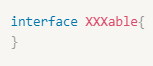 interface XXXable{
}